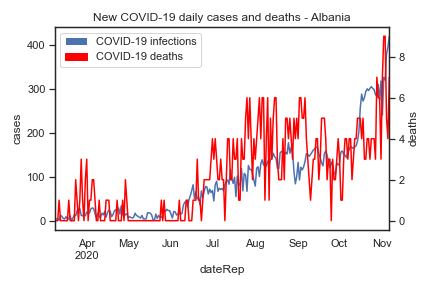 New COVID-19 daily cases and deaths - Albania
COVID-19 infections
COVID-19 deaths
400
300
200
100
0
cases
8
6
4
2
0
deaths
Apr
2020
May
Jun
Jul
Aug
Sep
Oct
Nov
dateRep